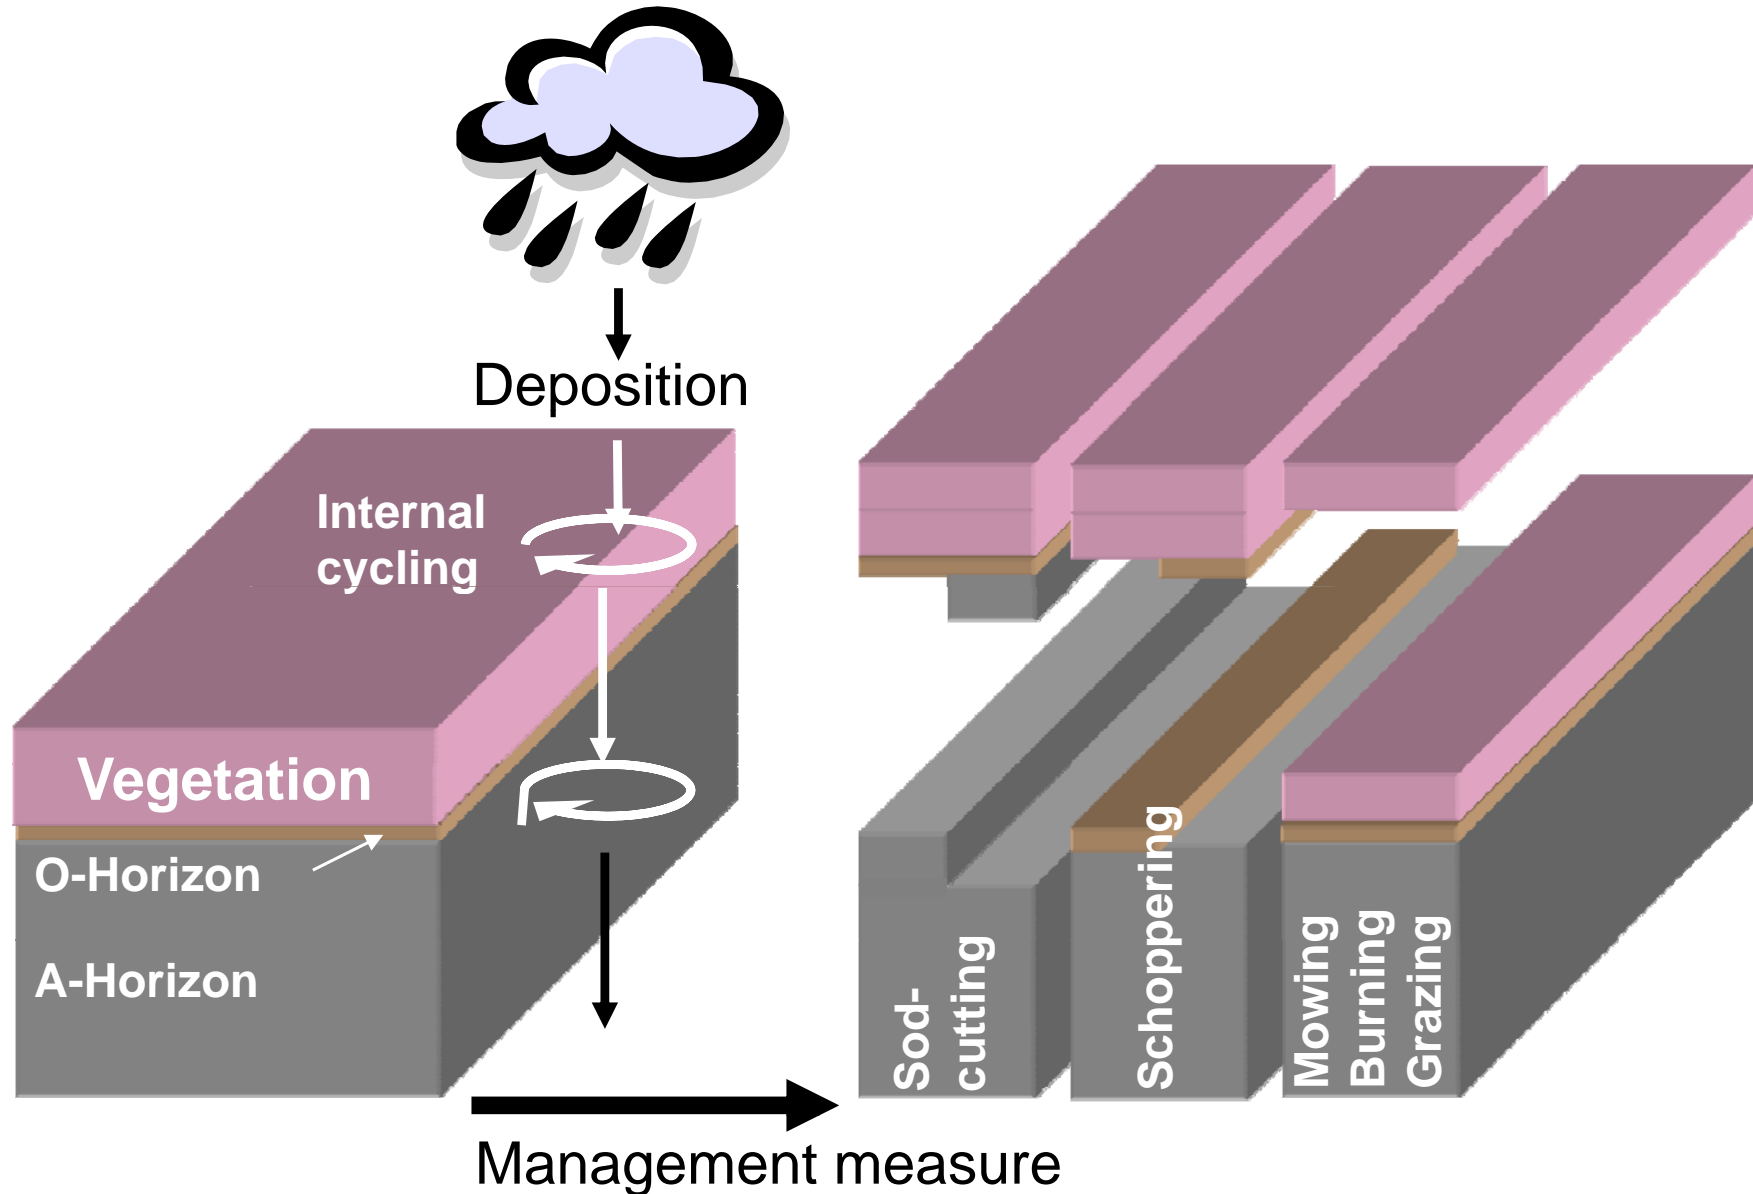 Deposition
Internal
cycling
Vegetation
O-Horizon
A-Horizon
Sod-
cutting
Schoppering
Mowing
Burning
Grazing
Management measure